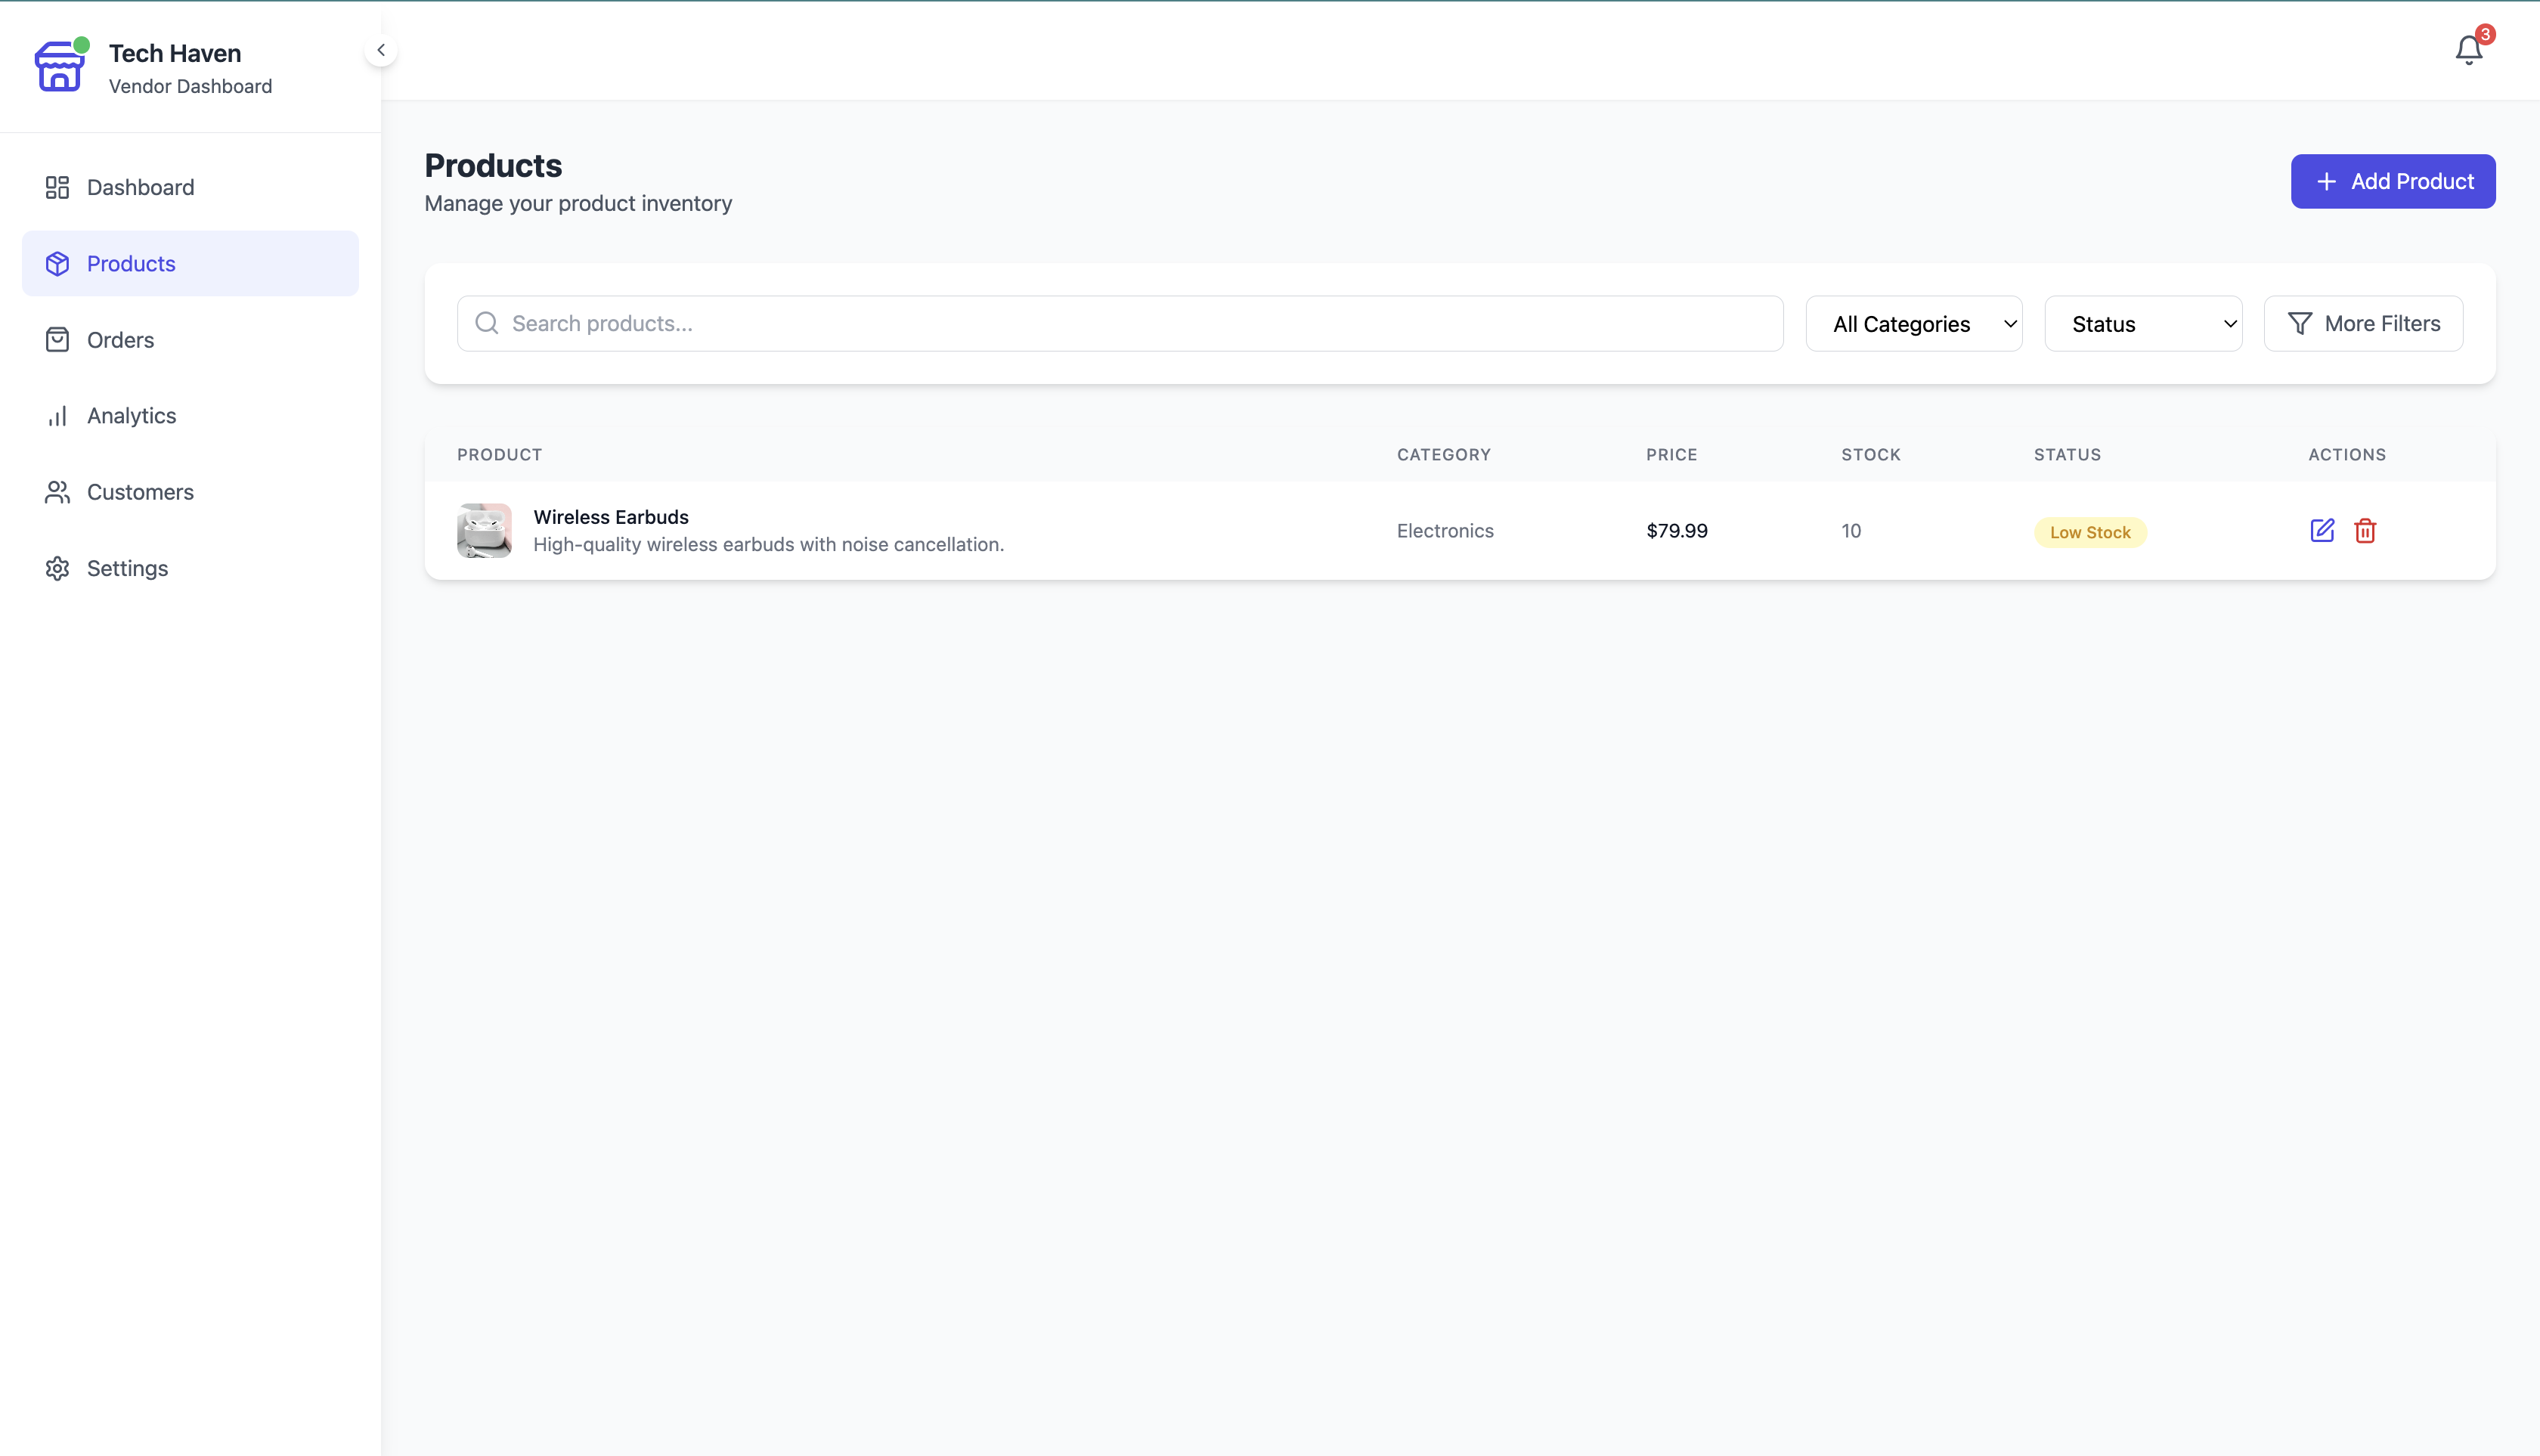 Tech Haven
Vendor Dashboard
3
Dashboard
Products
Orders
Analytics
Customers
Settings
Products
Manage your product inventory
Add Product
Search products...
All Categories
Status
More Filters
PRODUCT CATEGORY PRICE STOCK STATUS ACTIONS
Wireless Earbuds
High-quality wireless earbuds with noise cancellation.
Electronics $79.99 10 Low Stock